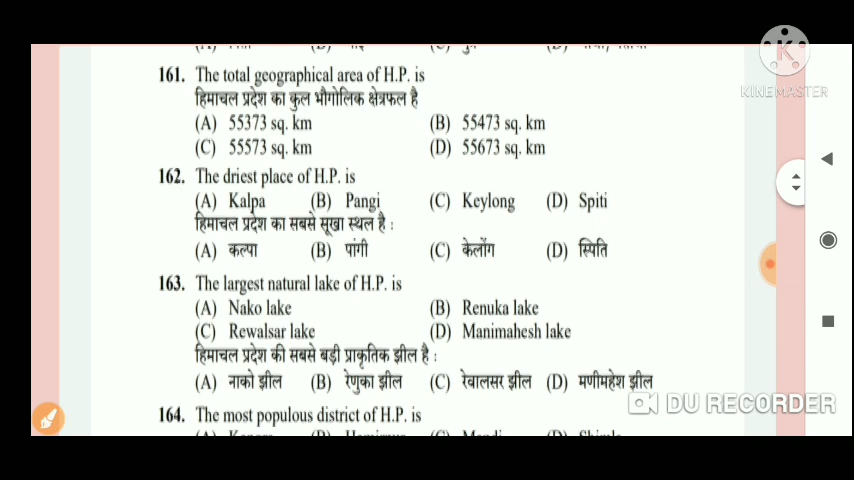 161. The total geographical area of H.P. is
हिमाचल प्रदेश का कुल भौगोलिक क्षेत्रफल है
(A) 55373 sq. km (B) 55473 sq. km
(C) 55573 sq. km (D) 55673 sq. km
162. The driest place of H.P. is
(A) Kalpa (B) Pangi (C) Keylong (D) Spiti
हिमाचल प्रदेश का सबसे सूखा स्थल है :
(A) कल्पा (B) पांगी (C) केलोंग (D) स्पिति
163. The largest natural lake of H.P. is
(A) Nako lake (B) Renuka lake
(C) Rewalsar lake (D) Manimahesh lake
हिमाचल प्रदेश की सबसे बड़ी प्राकृतिक झील है :
(A) नाको झील (B) रेणुका झील (C) रेवालसर झील (D) मणीमहेश झील
164. The most populous district of H.P. is
K
KINEMASTER
DU RECORDER